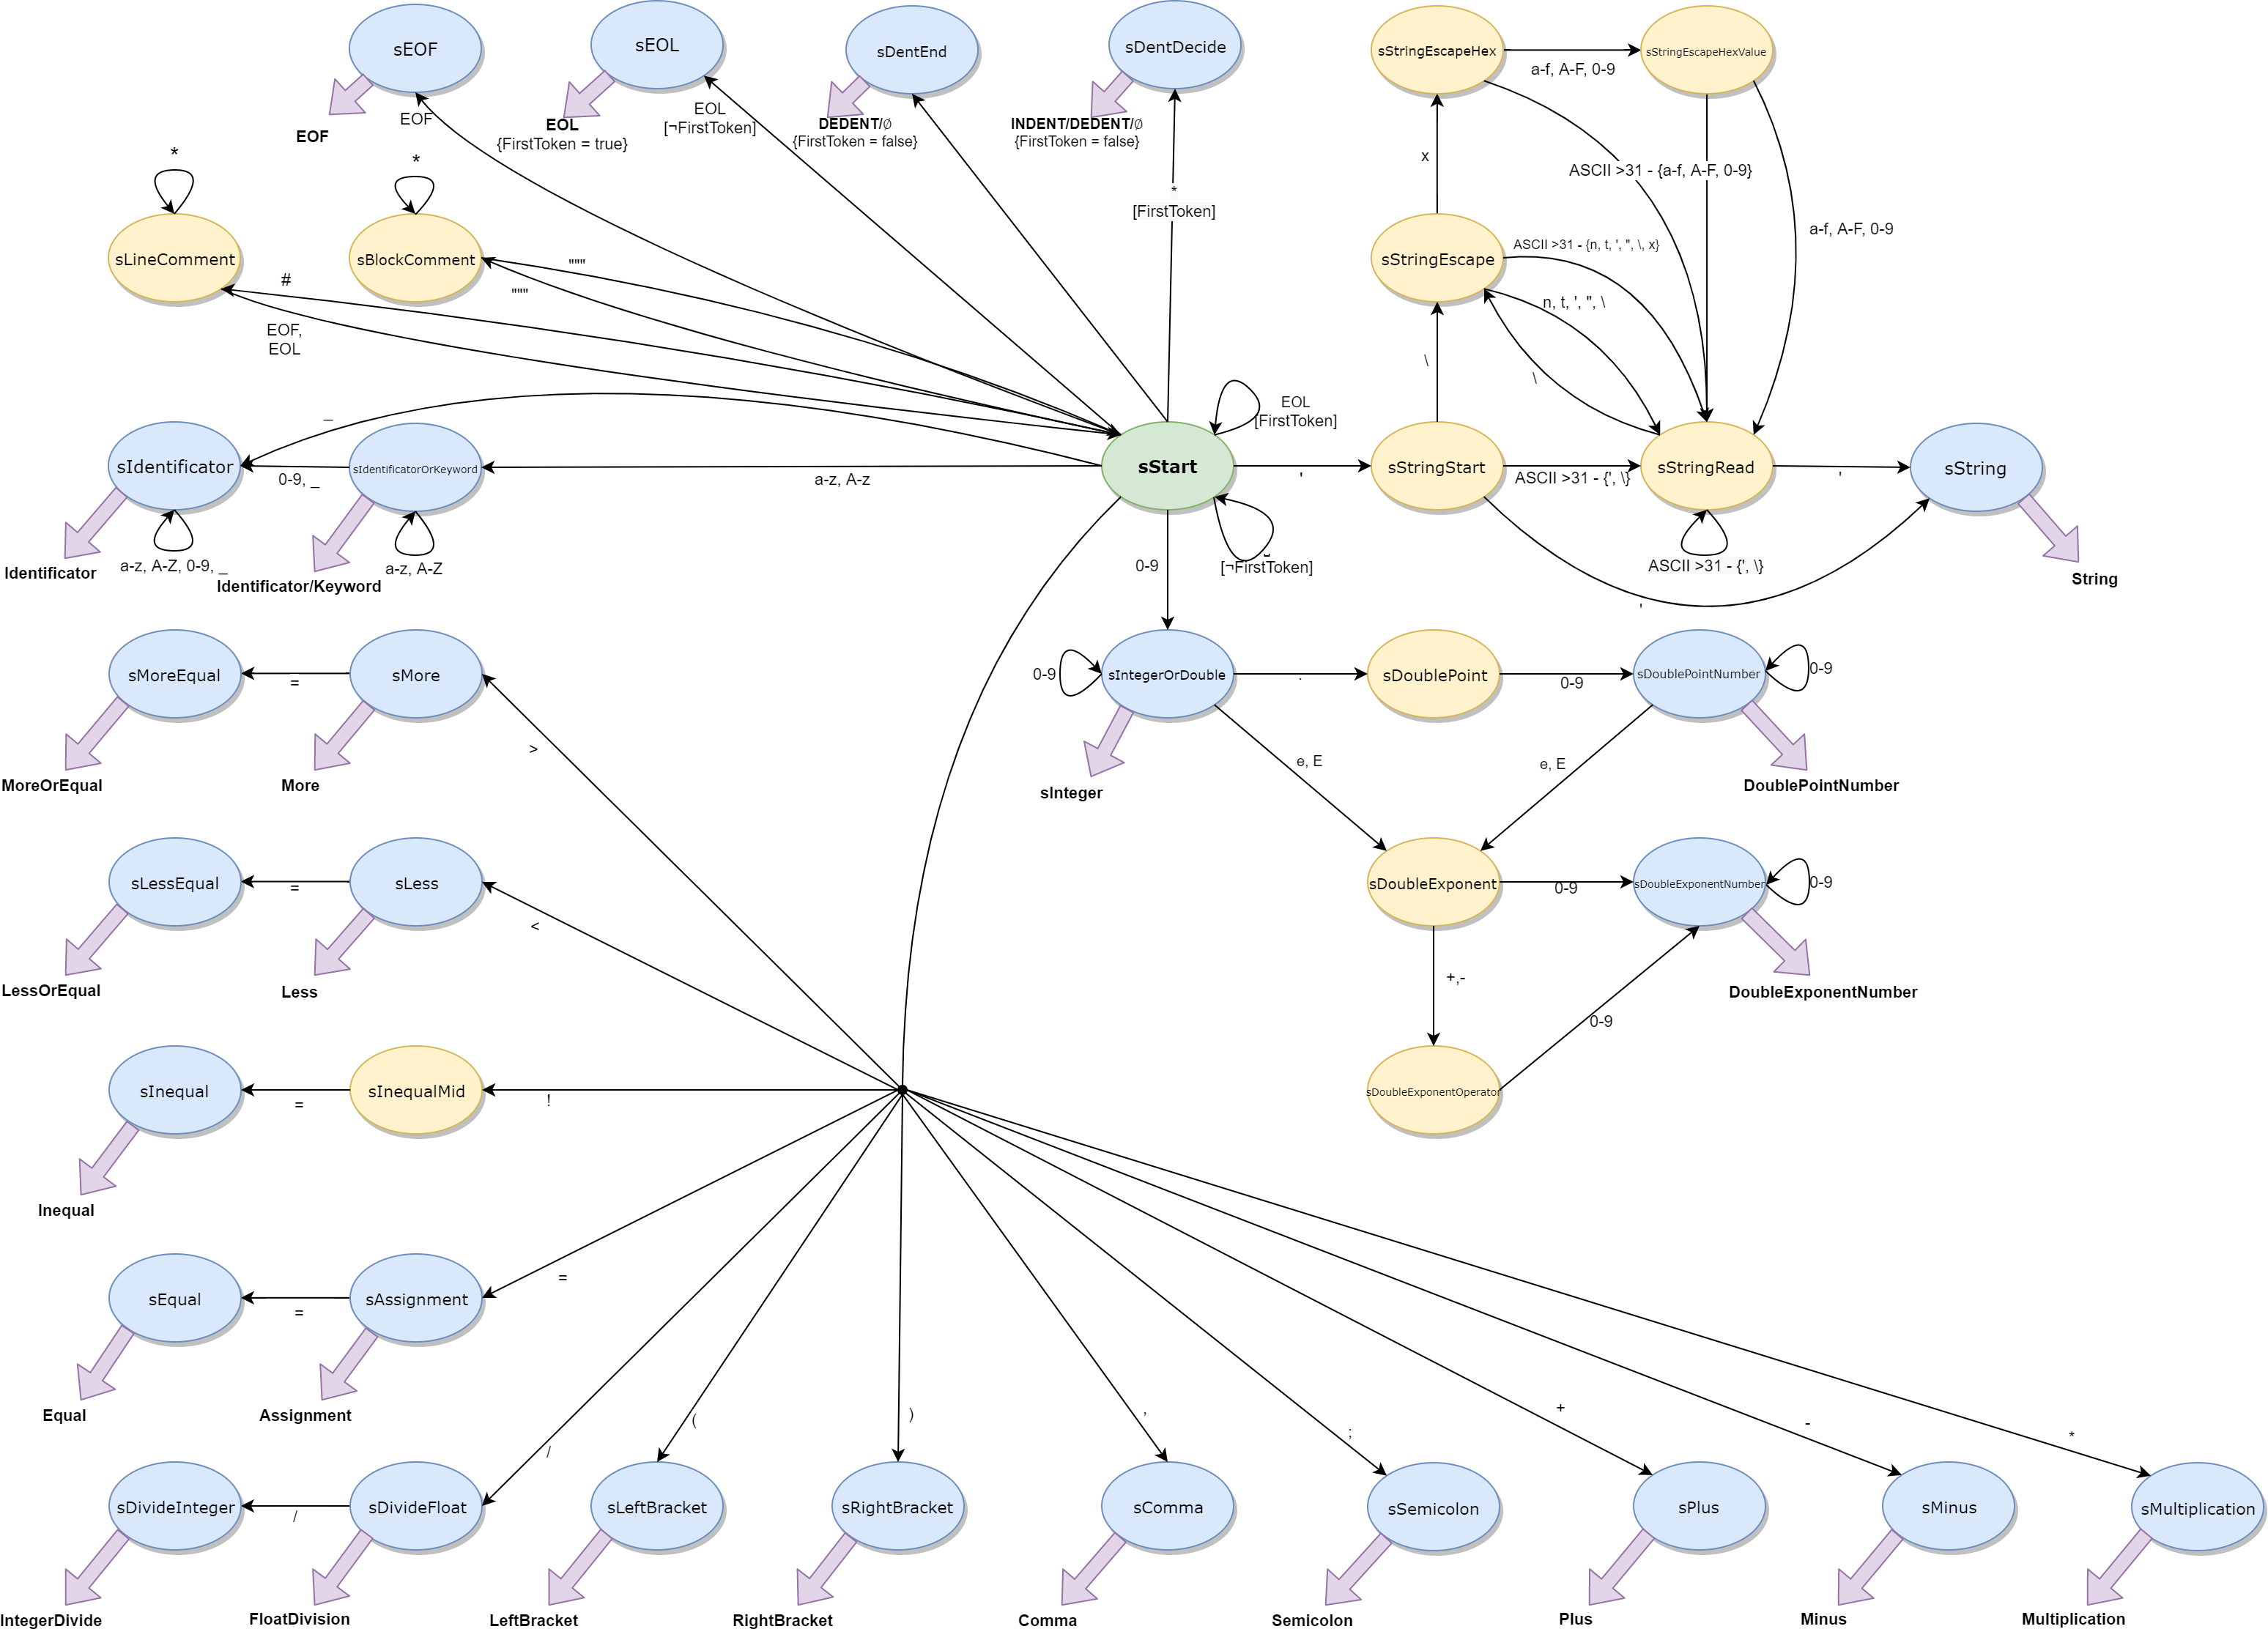 sEOF
sEOL
sDentEnd
sDentDecide
sStringEscapeHex
sStringEscapeHexValue
a-f, A-F, 0-9
EOF
EOF
EOL
{FirstToken = true}
EOL
[¬FirstToken]
DEDENT/∅
{FirstToken = false}
INDENT/DEDENT/∅
{FirstToken = false}
*
*
x
ASCII >31 - {a-f, A-F, 0-9}
*
[FirstToken]
a-f, A-F, 0-9
sLineComment
sBlockComment
"""
"""
#
EOF,
EOL
sStringEscape
ASCII >31 - {n, t, ', ", \, x}
n, t, ', ", \
\
\
EOL
[FirstToken]
_
sIdentificator
0-9, _
sIdentificatorOrKeyword
a-z, A-z
sStart
'
sStringStart
ASCII >31 - {', \}
sStringRead
'
sString
a-z, A-Z, 0-9, _
a-z, A-Z
0-9
˽
[¬FirstToken]
ASCII >31 - {', \}
Identificator
Identificator/Keyword
String
'
sMoreEqual
=
sMore
0-9
sIntegerOrDouble
.
sDoublePoint
0-9
sDoublePointNumber
0-9
>
e, E
e, E
MoreOrEqual
More
sInteger
DoublePointNumber
sLessEqual
=
sLess
<
sDoubleExponent
0-9
sDoubleExponentNumber
0-9
LessOrEqual
Less
+,-
DoubleExponentNumber
0-9
sInequal
=
sInequalMid
!
sDoubleExponentOperator
Inequal
sEqual
=
sAssignment
=
Equal
Assignment
/
(
)
,
;
+
-
*
sDivideInteger
/
sDivideFloat
sLeftBracket
sRightBracket
sComma
sSemicolon
sPlus
sMinus
sMultiplication
IntegerDivide
FloatDivision
LeftBracket
RightBracket
Comma
Semicolon
Plus
Minus
Multiplication